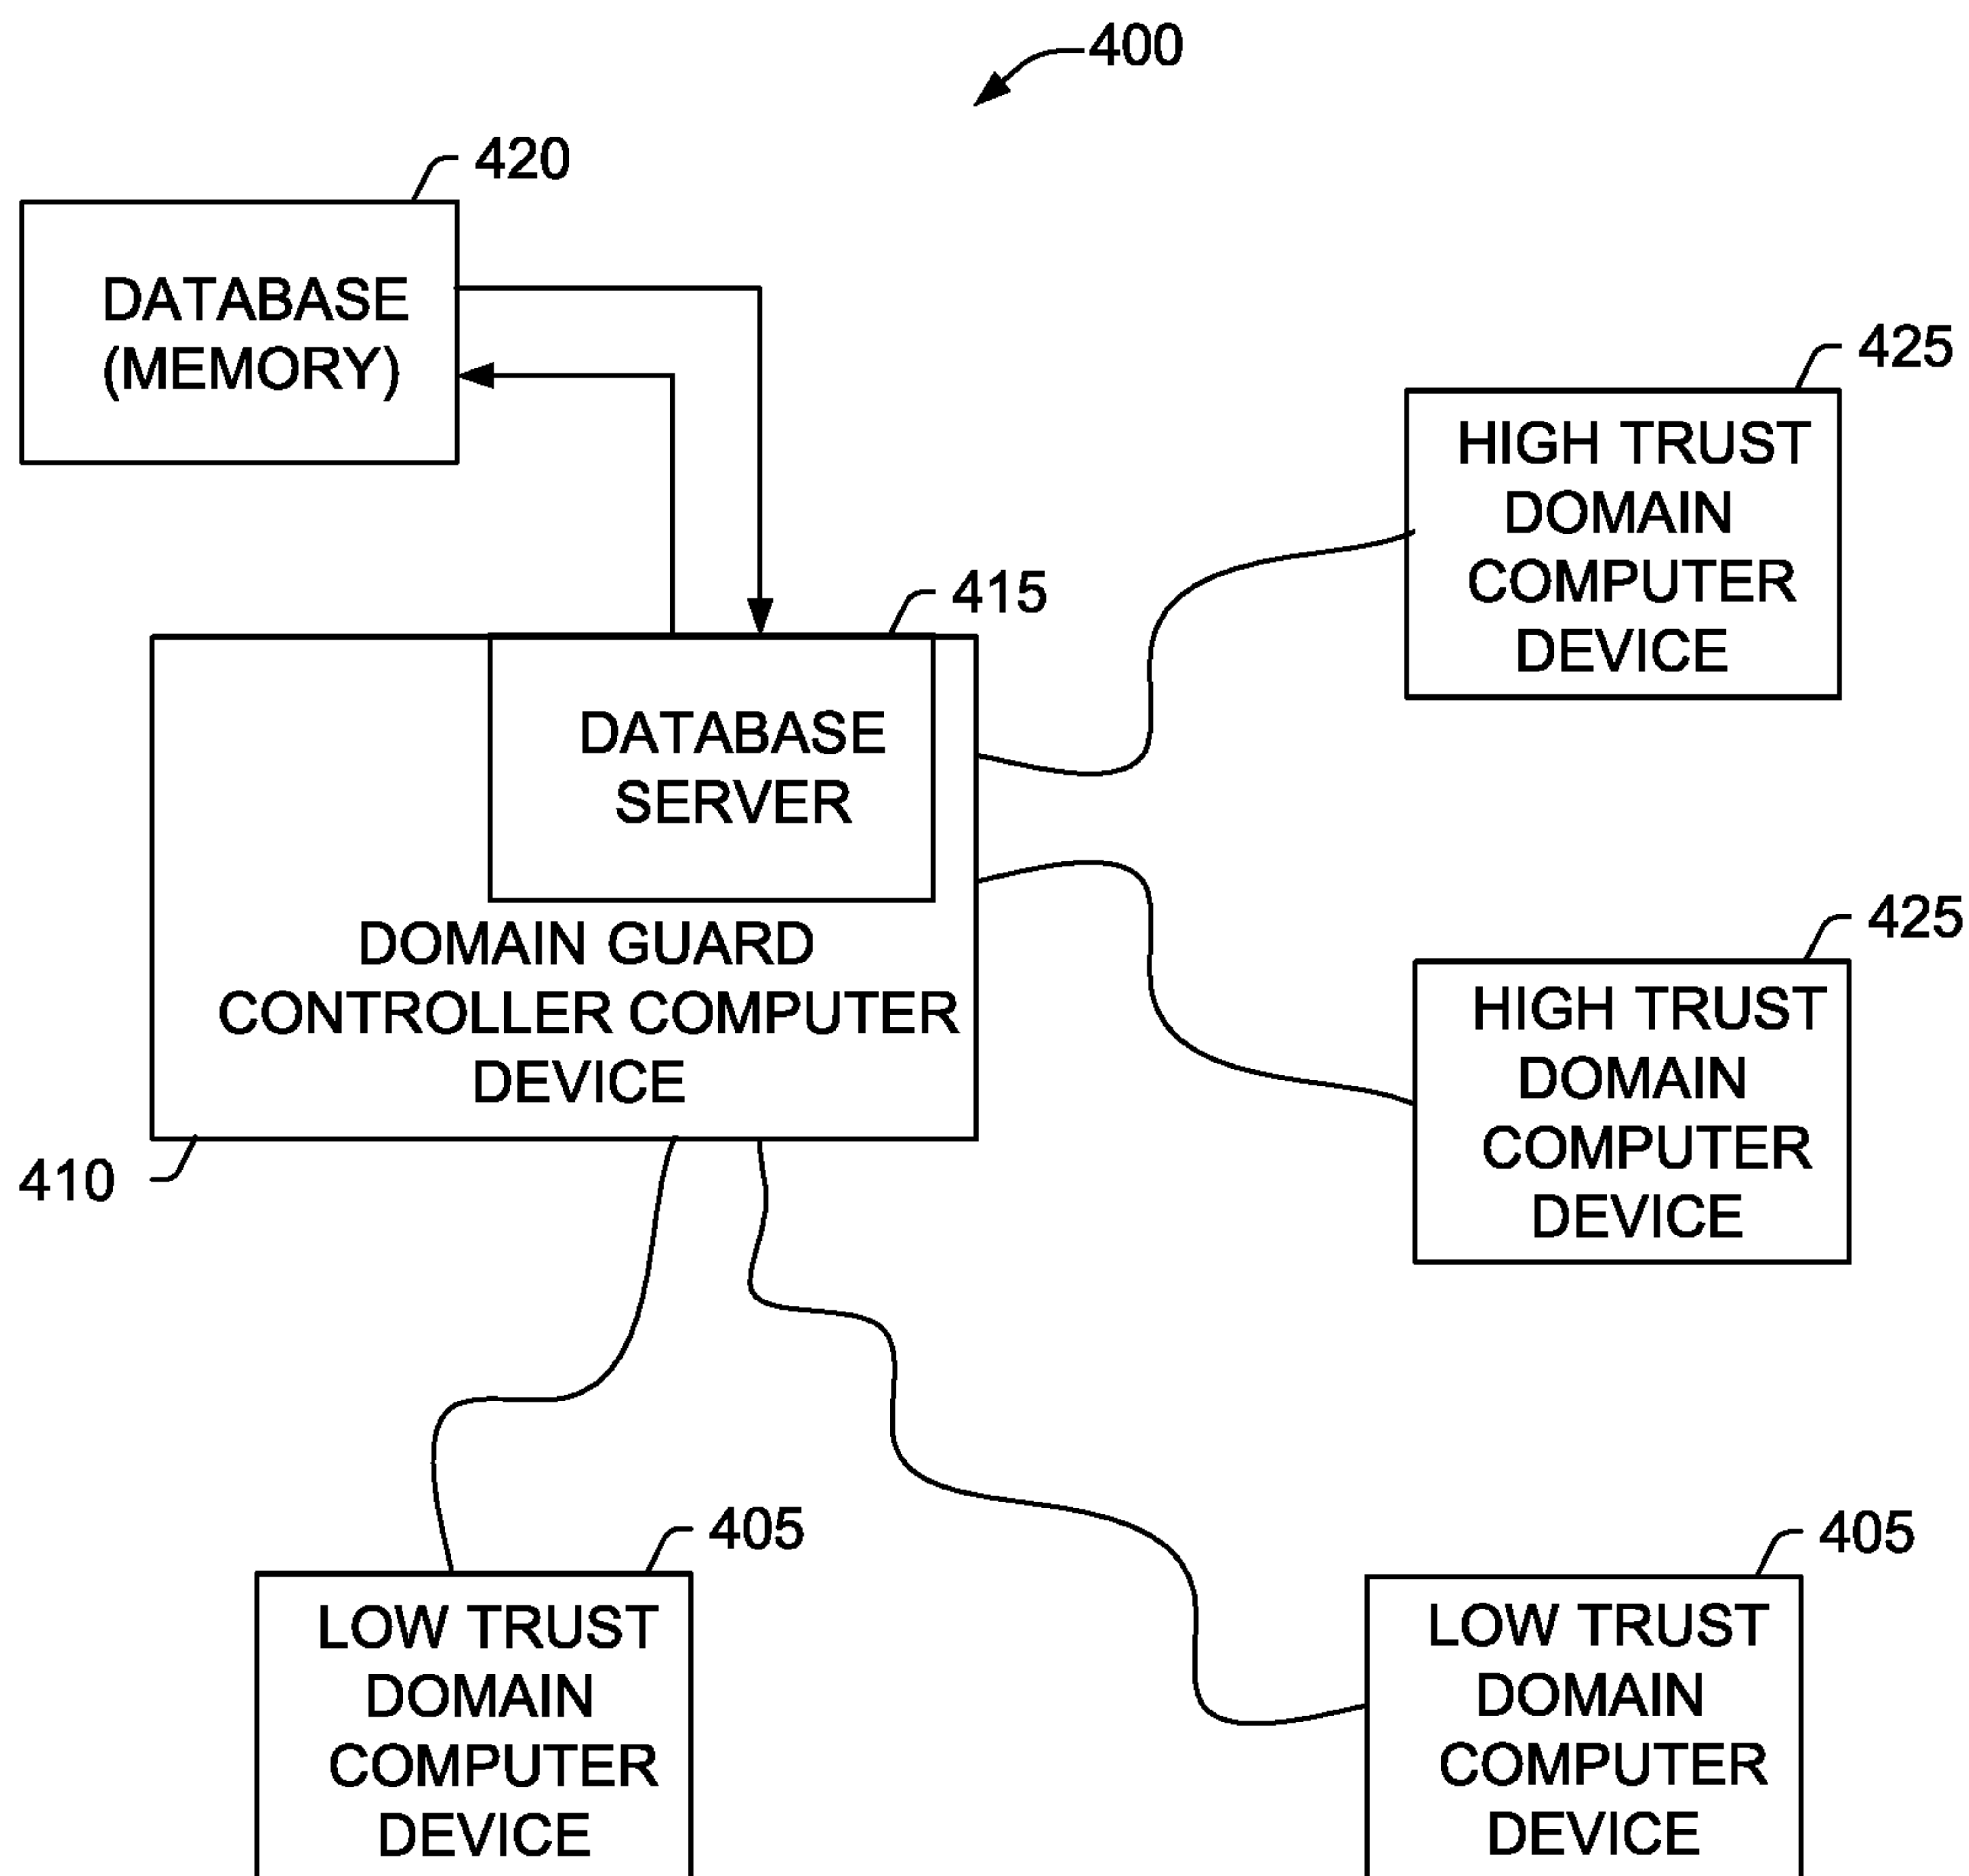 400
420
DATABASE
(MEMORY)
425
HIGH TRUST
DOMAIN
COMPUTER
DEVICE
415
DATABASE
SERVER
DOMAIN GUARD
CONTROLLER COMPUTER
DEVICE
410
425
HIGH TRUST
DOMAIN
COMPUTER
DEVICE
405
LOW TRUST
DOMAIN
COMPUTER
DEVICE
405
LOW TRUST
DOMAIN
COMPUTER
DEVICE